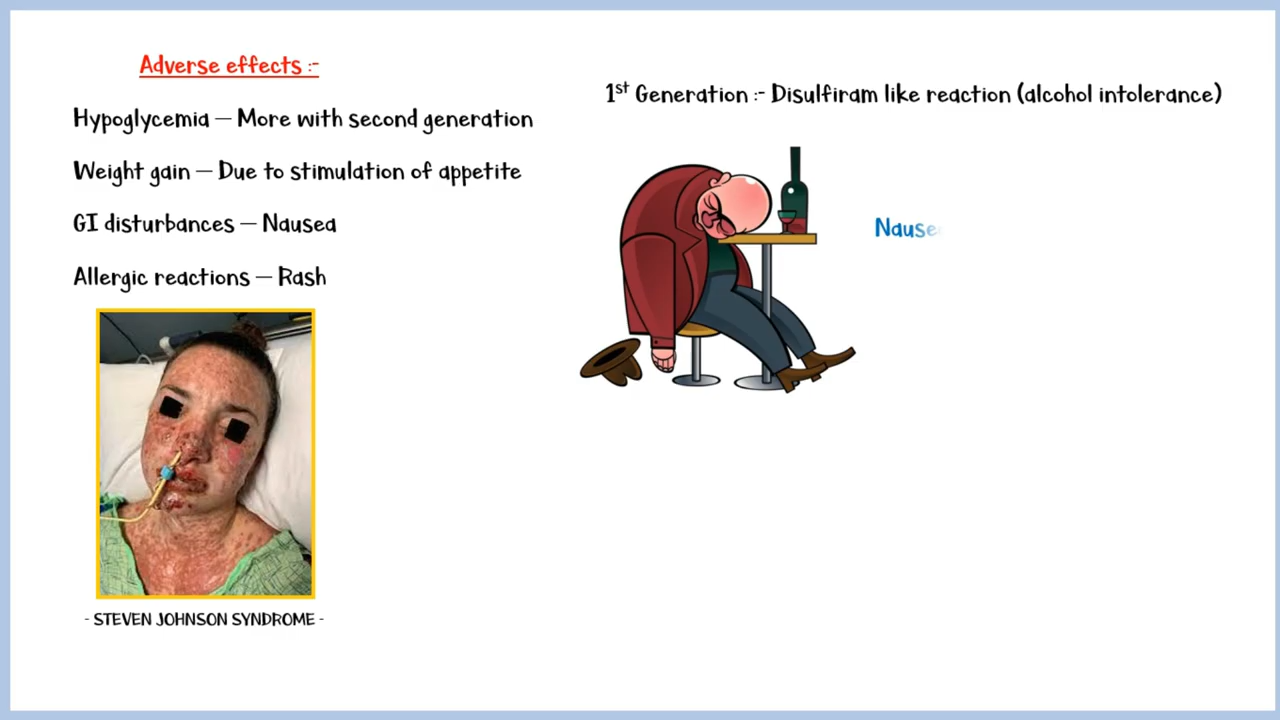 Adverse effects :-
Hypoglycemia — More with second generation
Weight gain — Due to stimulation of appetite
GI disturbances — Nausea
Allergic reactions — Rash
- STEVEN JOHNSON SYNDROME -
1st Generation :- Disulfiram like reaction (alcohol intolerance)
Nausea